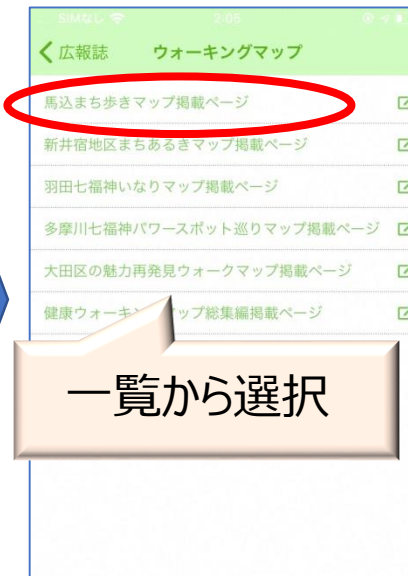 SIMなし 2:05
広報誌 ウォーキングマップ
馬込まち歩きマップ掲載ページ
新井宿地区まちあるきマップ掲載ページ
羽田七福神いなりマップ掲載ページ
多摩川七福神パワースポット巡りマップ掲載ページ
大田区の魅力再発見ウォークマップ掲載ページ
健康ウォーキン マップ総集編掲載ページ
一覧から選択